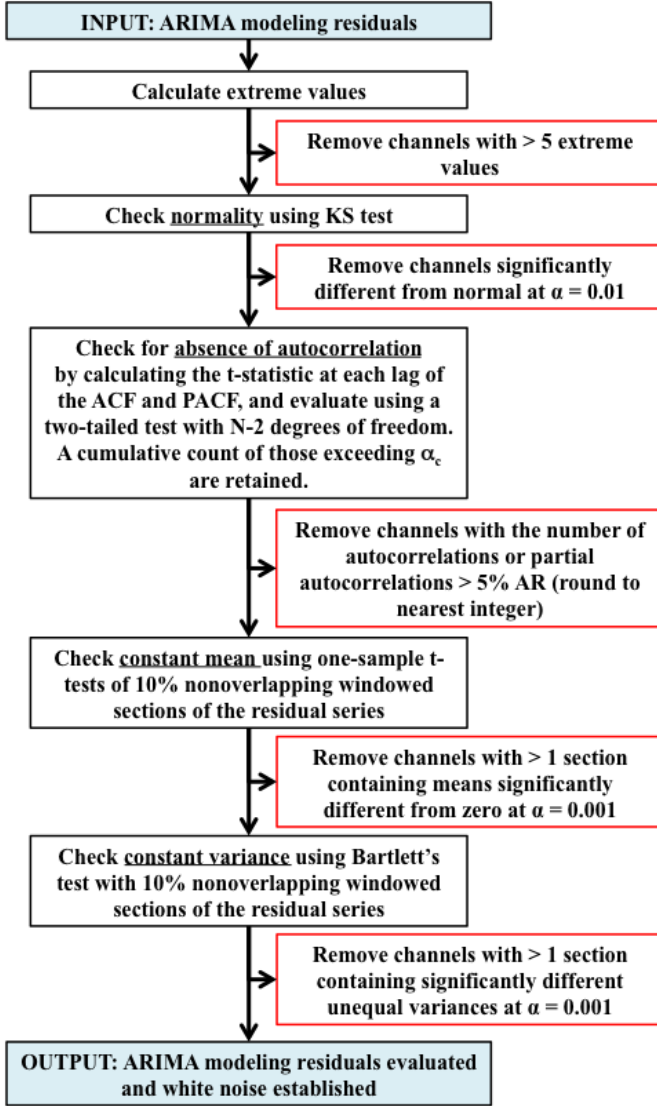 INPUT: ARIMA modeling residuals
Calculate extreme values
Remove channels with > 5 extreme
values
Check normality using KS test
Remove channels significantly
different from normal at α = 0.01
Check for absence of autocorrelation
by calculating the t-statistic at each lag of
the ACF and PACF, and evaluate using a
two-tailed test with N-2 degrees of freedom.
A cumulative count of those exceeding αc
are retained.
Remove channels with the number of
autocorrelations or partial
autocorrelations > 5% AR (round to
nearest integer)
Check constant mean using one-sample t-
tests of 10% nonoverlapping windowed
sections of the residual series
Remove channels with > 1 section
containing means significantly
different from zero at α = 0.001
Check constant variance using Bartlett's
test with 10% nonoverlapping windowed
sections of the residual series
Remove channels with > 1 section
containing significantly different
unequal variances at α = 0.001
OUTPUT: ARIMA modeling residuals evaluated
and white noise established